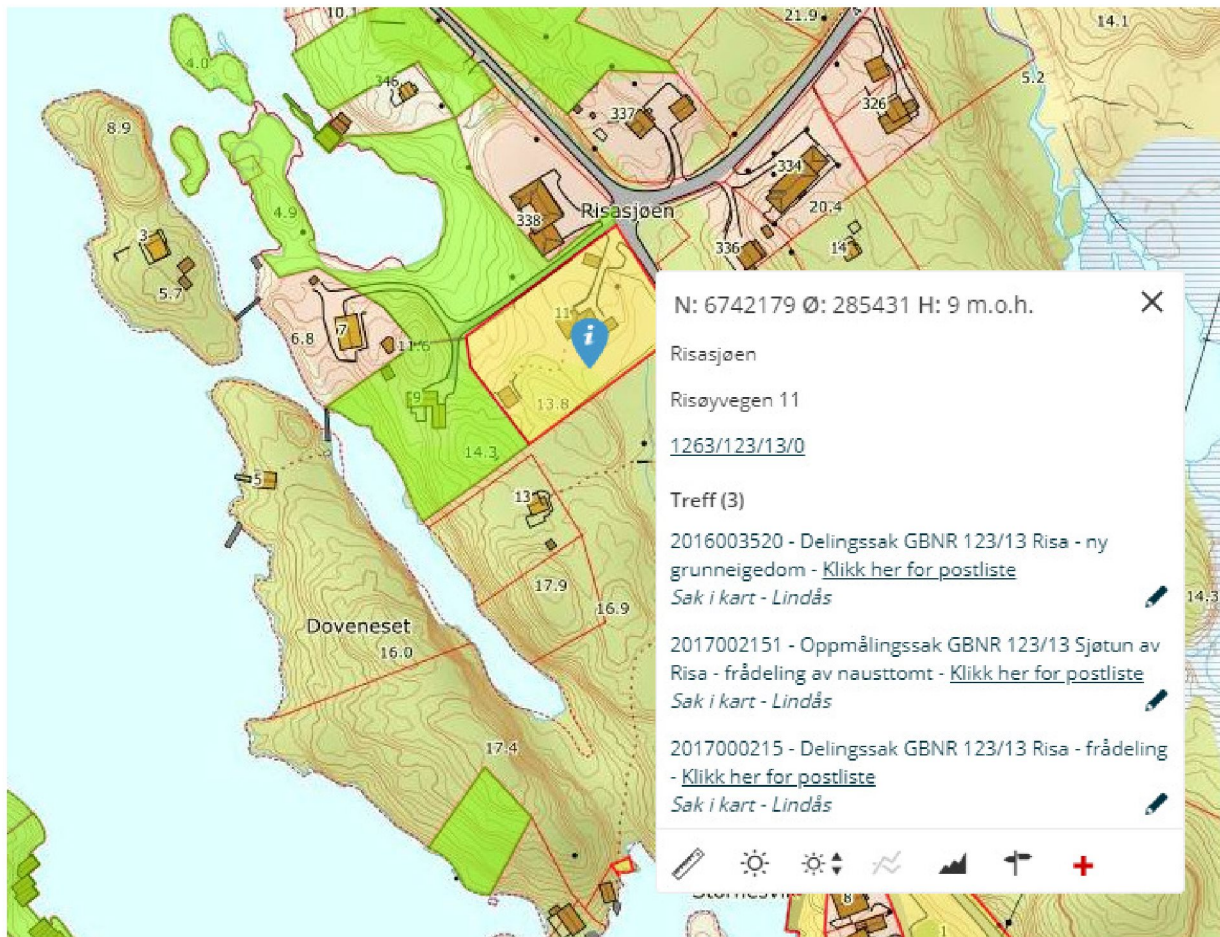 10.1
21.9
14.1
4.0
346
5.2
8.9
337
326
334
4.9
20.4
338
Risasjøen
336
14
3
5.7
11
7
6.8
11.6
9
13.8
14.3
5
13
17.9
16.9
14.3
Doveneset
16.0
17.4
8
1
N: 6742179 Ø: 285431 H: 9 m.o.h.
Risasjøen
Risøyvegen 11
1263/123/13/0
Treff (3)
2016003520 - Delingssak GBNR 123/13 Risa - ny
grunneigedom - Klikk her for postliste
Sak i kart - Lindås
2017002151 - Oppmålingssak GBNR 123/13 Sjøtun av
Risa - frådeling av nausttomt - Klikk her for postliste
Sak i kart - Lindås
2017000215 - Delingssak GBNR 123/13 Risa - frådeling
- Klikk her for postliste
Sak i kart - Lindås